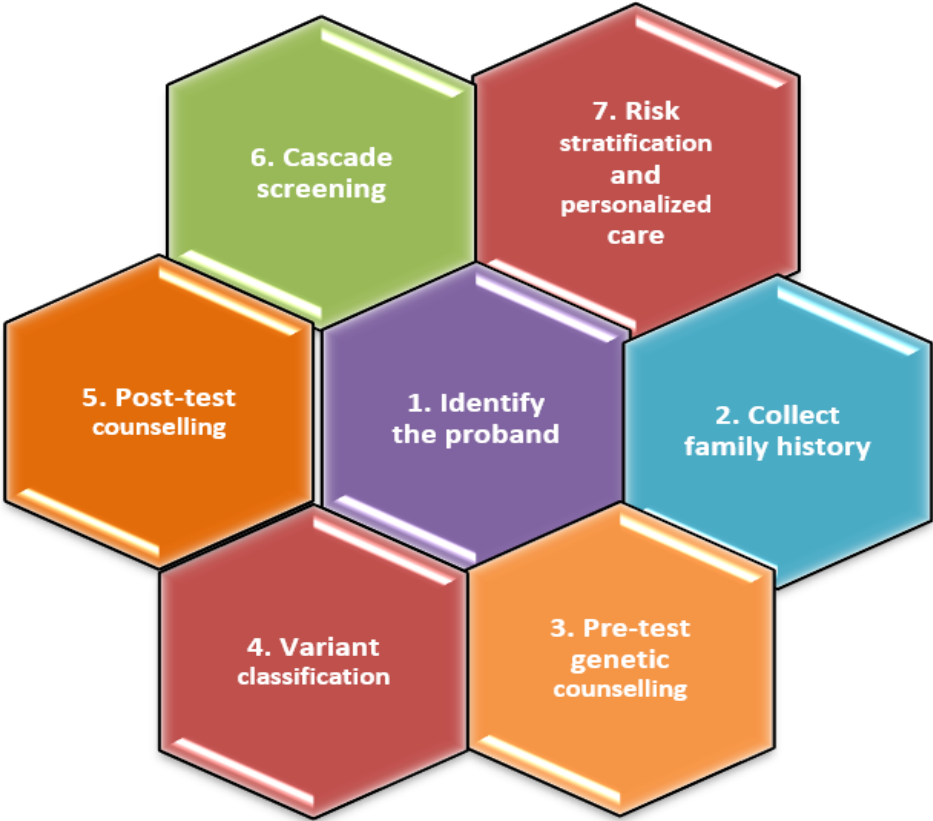 1. Identify
the proband
2. Collect
family history
3. Pre-test
genetic
counselling
4. Variant
classification
5. Post-test
counselling
6. Cascade
screening
7. Risk
stratification
and
personalized
care